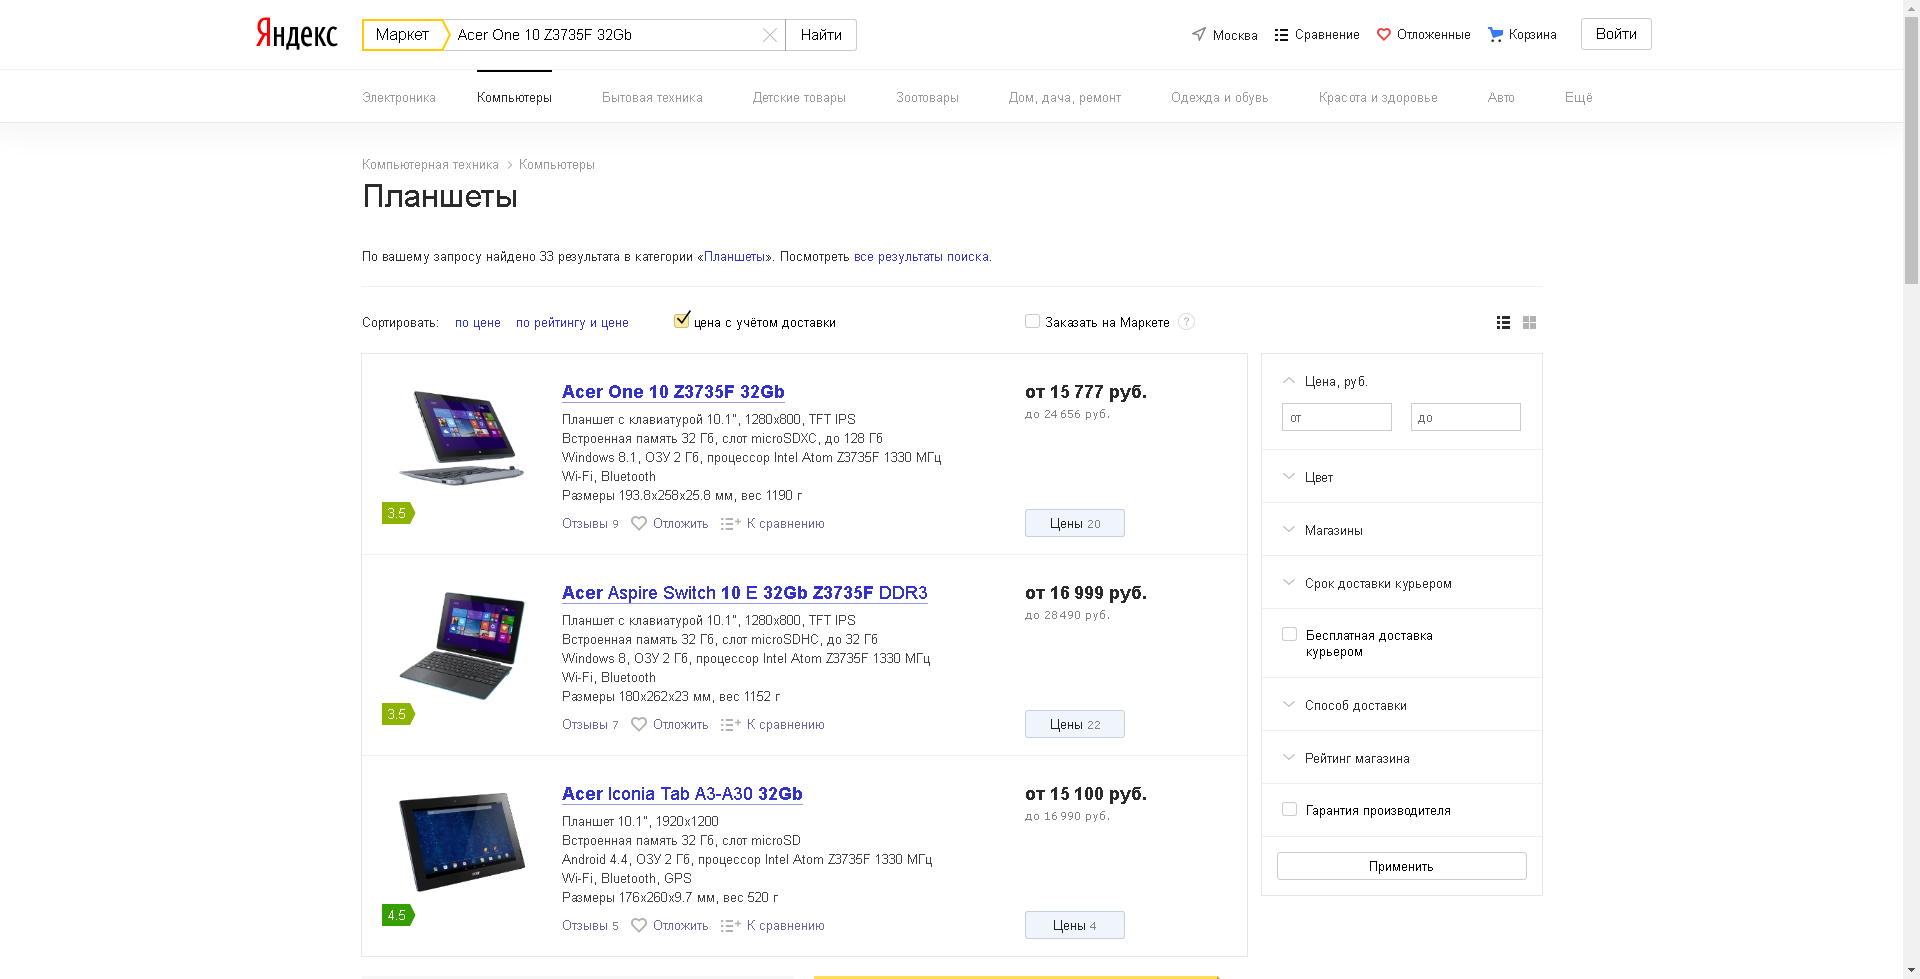 Яндекс
Маркет
Acer One 10 Z3735F 32Gb
Найти
Москва
Сравнение
Отложенные
Корзина
Войти
Электроника
Компьютеры
Бытовая техника
Детские товары
Зоотовары
Дом, дача, ремонт
Одежда и обувь
Красота и здоровье
Авто
Ещё
Компьютерная техника > Компьютеры
Планшеты
По вашему запросу найдено 33 результата в категории «Планшеты». Посмотреть все результаты поиска.
Сортировать: по цене по рейтингу и цене
цена с учётом доставки
Заказать на Маркете ?
Acer One 10 Z3735F 32Gb
Планшет с клавиатурой 10.1", 1280x800, TFT IPS
Встроенная память 32 Гб, слот microSDXC, до 128 Гб
Windows 8.1, ОЗУ 2 Гб, процессор Intel Atom Z3735F 1330 МГц
Wi-Fi, Bluetooth
Размеры 193.8x258x25.8 мм, вес 1190 г
3.5
Отзывы 9 Отложить К сравнению
от 15 777 руб.
до 24 656 руб.
Цены 20
Acer Aspire Switch 10 E 32Gb Z3735F DDR3
Планшет с клавиатурой 10.1", 1280x800, TFT IPS
Встроенная память 32 Гб, слот microSDHC, до 32 Гб
Windows 8, ОЗУ 2 Гб, процессор Intel Atom Z3735F 1330 МГц
Wi-Fi, Bluetooth
Размеры 180x262x23 мм, вес 1152 г
3.5
Отзывы 7 Отложить К сравнению
от 16 999 руб.
до 28 490 руб.
Цены 22
Acer Iconia Tab A3-A30 32Gb
Планшет 10.1", 1920x1200
Встроенная память 32 Гб, слот microSD
Android 4.4, ОЗУ 2 Гб, процессор Intel Atom Z3735F 1330 МГц
Wi-Fi, Bluetooth, GPS
Размеры 176x260x9.7 мм, вес 520 г
4.5
Отзывы 5 Отложить К сравнению
от 15 100 руб.
до 16 990 руб.
Цены 4
Цена, руб.
от
до
Цвет
Магазины
Срок доставки курьером
Бесплатная доставка
курьером
Способ доставки
Рейтинг магазина
Гарантия производителя
Применить